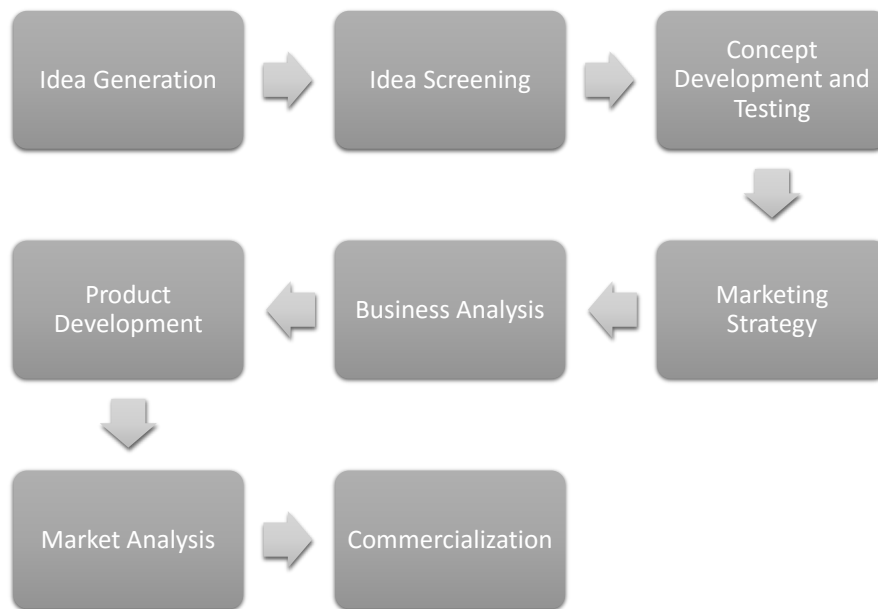 Idea Generation
Idea Screening
Concept
Development and
Testing
Marketing
Strategy
Business Analysis
Product
Development
Market Analysis
Commercialization